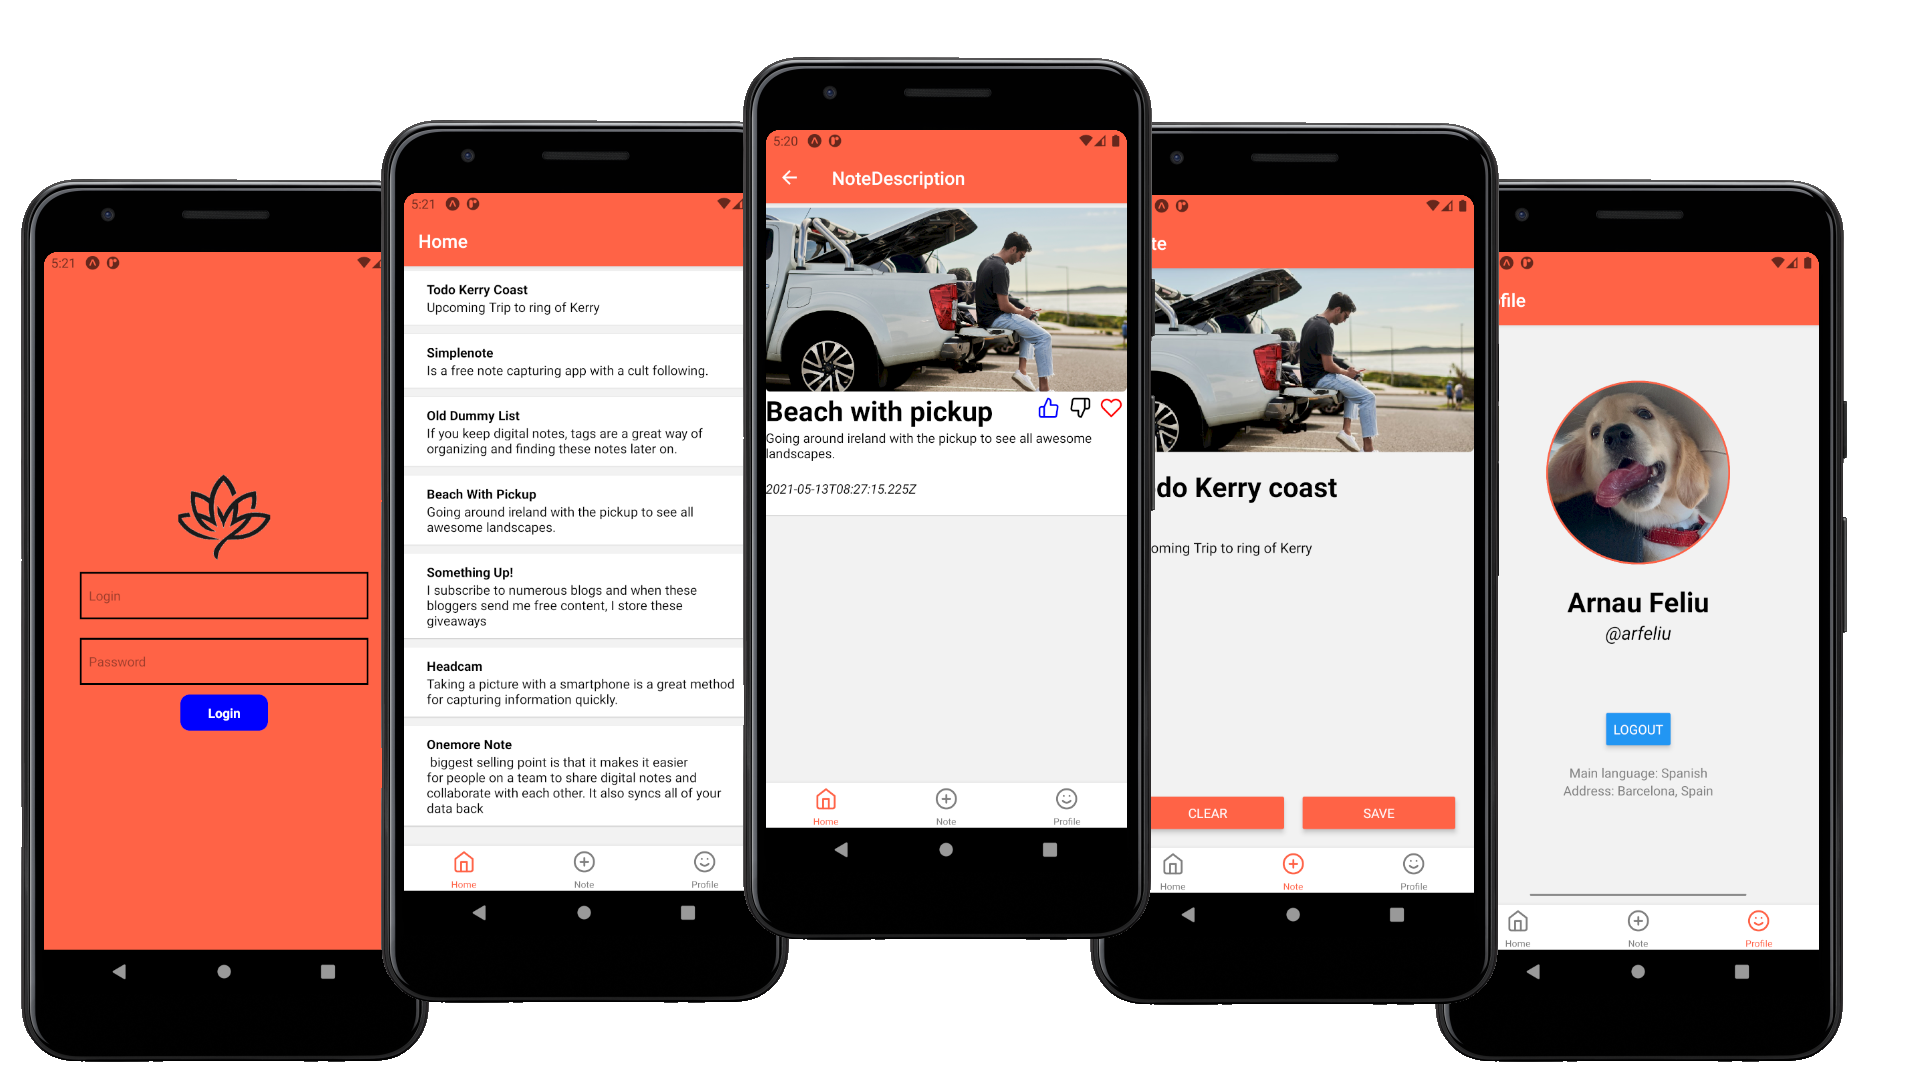 5:21
Login
Password
Login
5:21
Home
Todo Kerry Coast
Upcoming Trip to ring of Kerry
Simplenote
Is a free note capturing app with a cult following.
Old Dummy List
If you keep digital notes, tags are a great way of
organizing and finding these notes later on.
Beach With Pickup
Going around ireland with the pickup to see all
awesome landscapes.
Something Up!
I subscribe to numerous blogs and when these
bloggers send me free content, I store these
giveaways
Headcam
Taking a picture with a smartphone is a great method
for capturing information quickly.
Onemore Note
biggest selling point is that it makes it easier
for people on a team to share digital notes and
collaborate with each other. It also syncs all of your
data back
Home Note Profile
5:20
NoteDescription
Beach with pickup
Going around ireland with the pickup to see all awesome
landscapes.
2021-05-13T08:27:15.225Z
Home Note Profile
te
do Kerry coast
oming Trip to ring of Kerry
CLEAR SAVE
Home Note Profile
file
Arnau Feliu
@arfeliu
LOGOUT
Main language: Spanish
Address: Barcelona, Spain
Home Note Profile